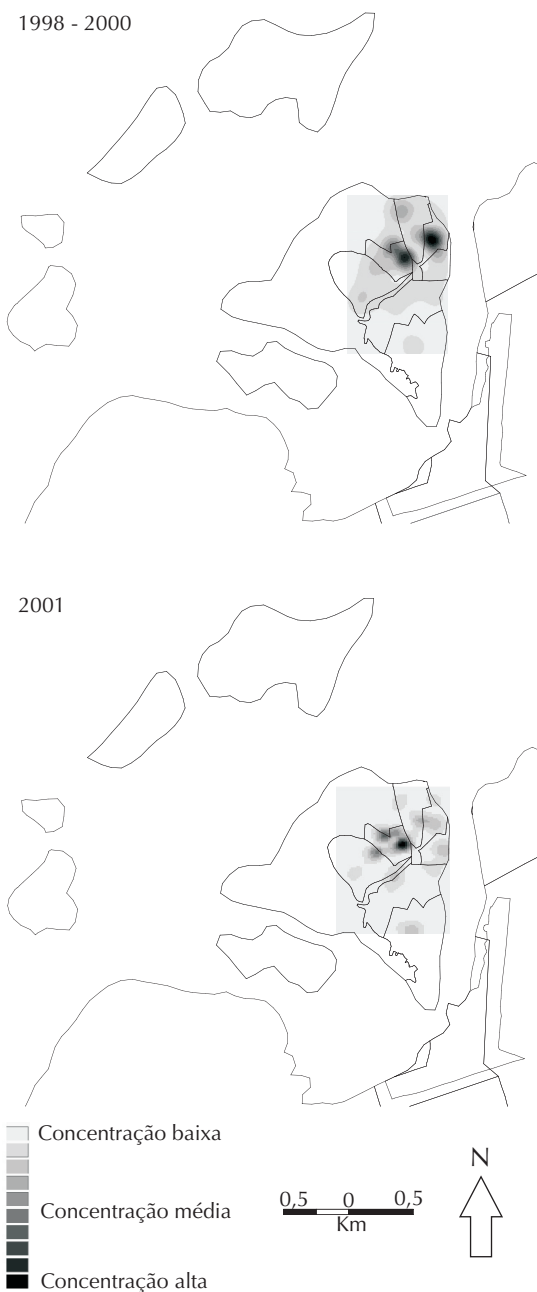 1998 - 2000
2001
Concentração baixa
Concentração média
Concentração alta
0,5 0 0,5
Km
N